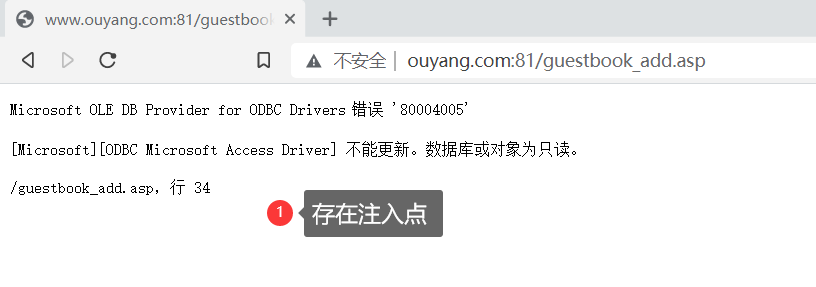 www.ouyang.com:81/guestbook
不安全 ouyang.com:81/guestbook_add.asp
Microsoft OLE DB Provider for ODBC Drivers 错误 '80004005'
[Microsoft][ODBC Microsoft Access Driver] 不能更新。数据库或对象为只读。
/guestbook_add.asp，行 34
1 存在注入点